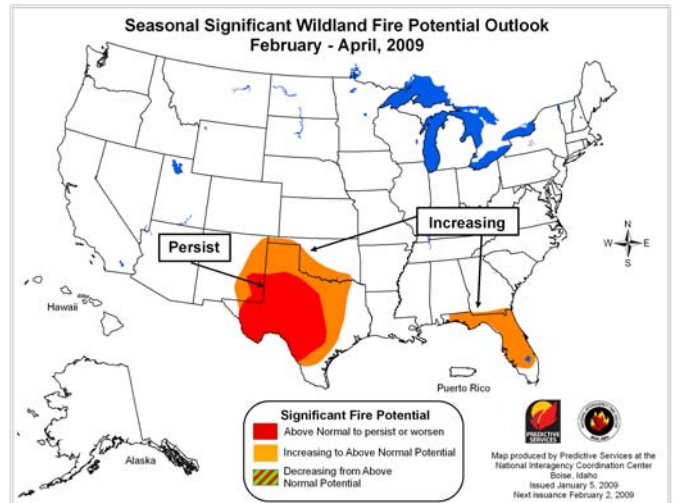 Seasonal Significant Wildland Fire Potential Outlook
February - April, 2009
Increasing
Persist
N
W E
S
Hawaii
Puerto Rico
Alaska
Significant Fire Potential
Above Normal to persist or worsen
Increasing to Above Normal Potential
Decreasing from Above
Normal Potential
PREDICTIVE
SERVICES
Map produced by Predictive Services at the
National Interagency Coordination Center
Boise, Idaho
Issued January 5, 2009
Next issuance February 2, 2009